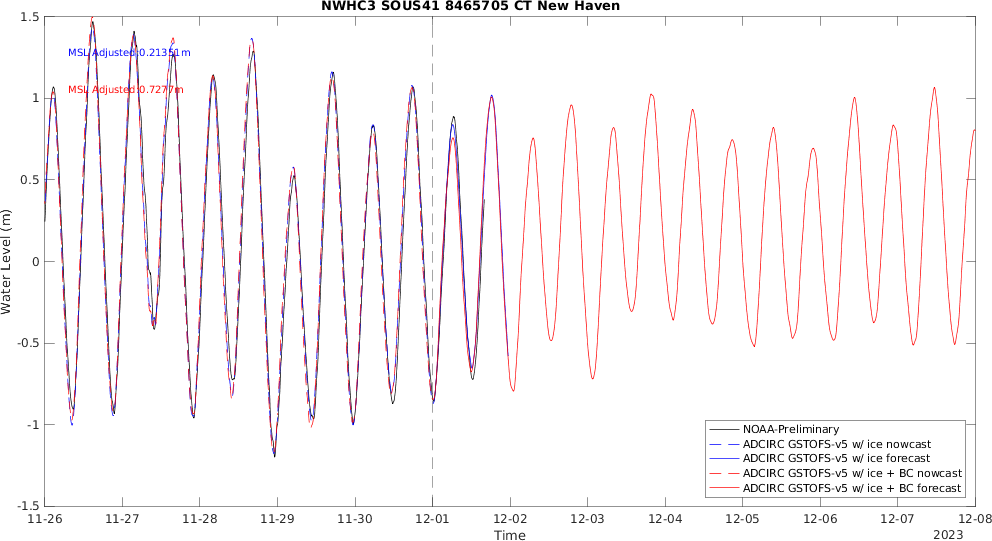 NWHC3 SOUS41 8465705 CT New Haven
MSL Adjusted:0.21351m
MSL Adjusted:0.7277m
Water Level (m)
1.5
1
0.5
0
-0.5
-1
-1.5
11-26 11-27 11-28 11-29 11-30 12-01 12-02 12-03 12-04 12-05 12-06 12-07 12-08
Time
2023
NOAA-Preliminary
ADCIRC GSTOFS-v5 w/ ice nowcast
ADCIRC GSTOFS-v5 w/ ice forecast
ADCIRC GSTOFS-v5 w/ ice + BC nowcast
ADCIRC GSTOFS-v5 w/ ice + BC forecast